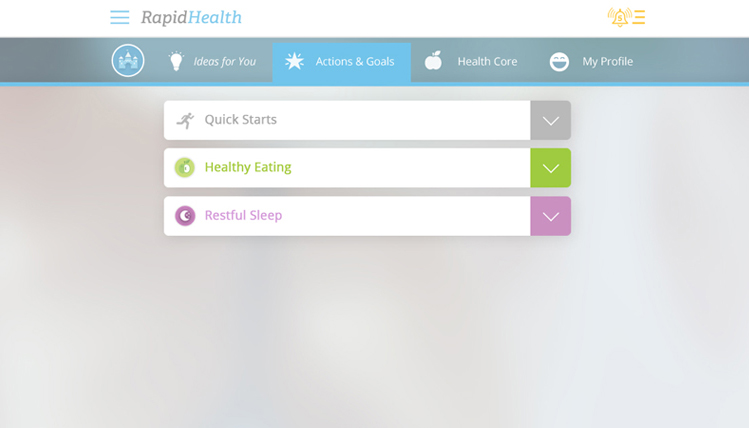 RapidHealth
Ideas for You
Actions & Goals
Health Core
My Profile
Quick Starts
Healthy Eating
Restful Sleep